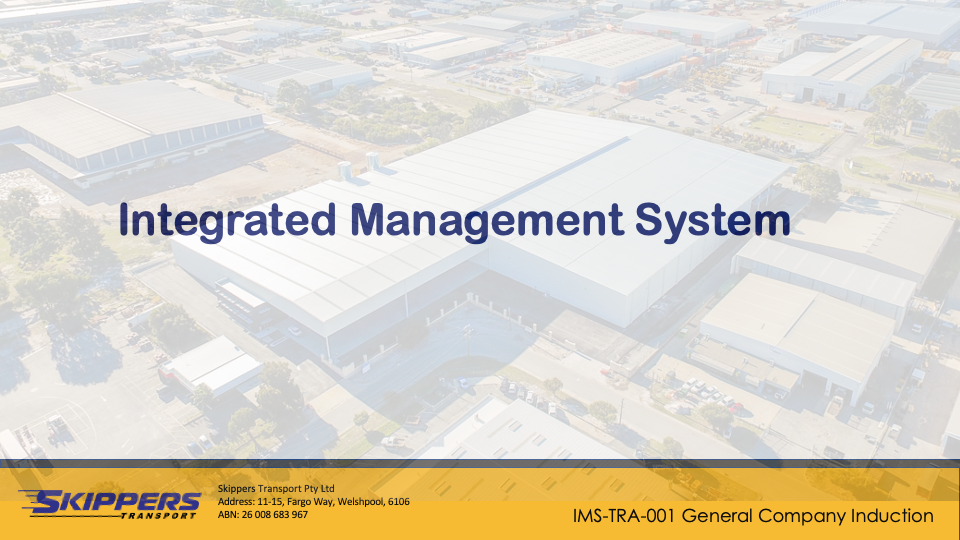 Integrated Management System
SKIPPERS
TRANSPORT
Skippers Transport Pty Ltd
Address: 11-15, Fargo Way, Welshpool, 6106
ABN: 26 008 683 967
IMS-TRA-001 General Company Induction